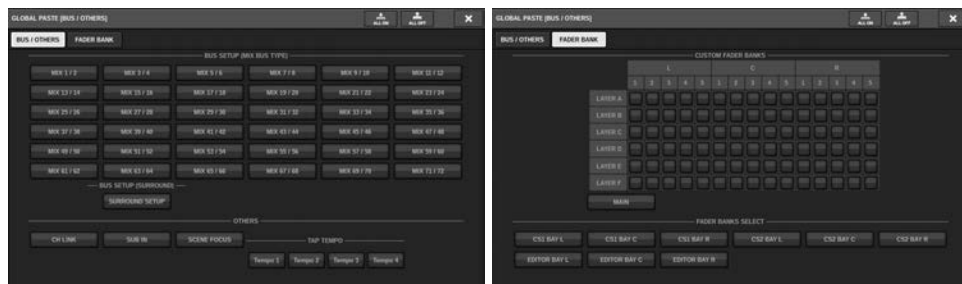 GLOBAL PASTE [BUS / OTHERS]
ALL ON ALL OFF
BUS / OTHERS FADER BANK
BUS SETUP (MIX BUS TYPE)
MIX 1 / 2 MIX 3 / 4 MIX 5 / 6 MIX 7 / 8 MIX 9 / 10 MIX 11 / 12
MIX 13 / 14 MIX 15 / 16 MIX 17 / 18 MIX 19 / 20 MIX 21 / 22 MIX 23 / 24
MIX 25 / 26 MIX 27 / 28 MIX 29 / 30 MIX 31 / 32 MIX 33 / 34 MIX 35 / 36
MIX 37 / 38 MIX 39 / 40 MIX 41 / 42 MIX 43 / 44 MIX 45 / 46 MIX 47 / 48
MIX 49 / 50 MIX 51 / 52 MIX 53 / 54 MIX 55 / 56 MIX 57 / 58 MIX 59 / 60
MIX 61 / 62 MIX 63 / 64 MIX 65 / 66 MIX 67 / 68 MIX 69 / 70 MIX 71 / 72
BUS SETUP (SURROUND)
SURROUND SETUP
OTHERS
CH LINK SUB IN SCENE FOCUS TAP TEMPO
Tempo 1 Tempo 2 Tempo 3 Tempo 4
GLOBAL PASTE [BUS / OTHERS]
ALL ON ALL OFF
BUS / OTHERS FADER BANK
CUSTOM FADER BANKS
L C R
1 2 3 4 5 1 2 3 4 5 1 2 3 4 5
LAYER A
LAYER B
LAYER C
LAYER D
LAYER E
LAYER F
MAIN
FADER BANKS SELECT
CS1 BAY L CS1 BAY C CS1 BAY R CS2 BAY L CS2 BAY C CS2 BAY R
EDITOR BAY L EDITOR BAY C EDITOR BAY R